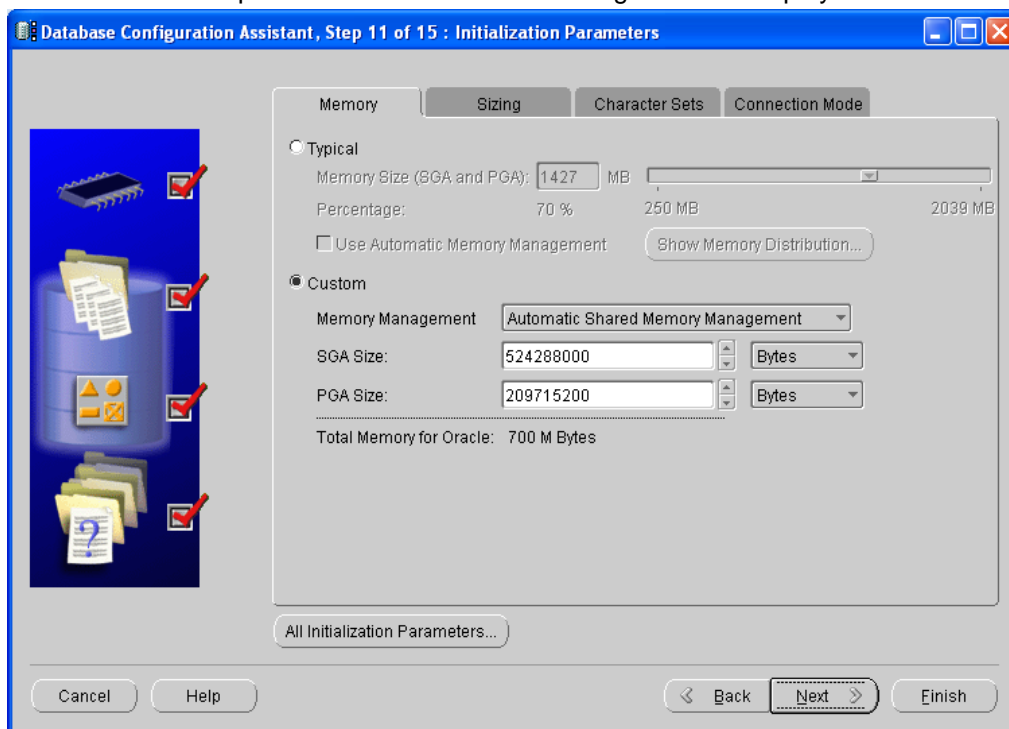 Database Configuration Assistant, Step 11 of 15 : Initialization Parameters
Memory Sizing Character Sets Connection Mode
Typical
Memory Size (SGA and PGA): 1427 MB
Percentage: 70 % 250 MB 2039 MB
Use Automatic Memory Management Show Memory Distribution...
Custom
Memory Management Automatic Shared Memory Management
SGA Size: 524288000 Bytes
PGA Size: 209715200 Bytes
Total Memory for Oracle: 700 M Bytes
?
All Initialization Parameters...
Cancel Help Back Next Finish